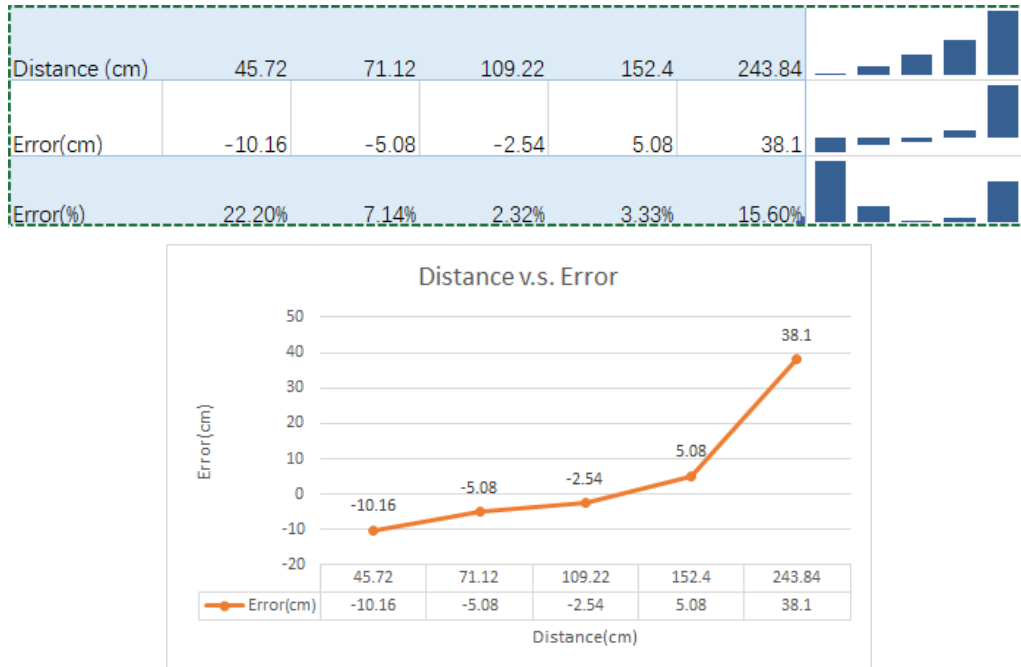 Distance (cm) 45.72 71.12 109.22 152.4 243.84
Error(cm) -10.16 -5.08 -2.54 5.08 38.1
Error(%) 22.20% 7.14% 2.32% 3.33% 15.60%
Distance v.s. Error
50
40
30
20
10
0
-10
-20
Error(cm)
-10.16
-5.08
-2.54
5.08
38.1
45.72 71.12 109.22 152.4 243.84
Error(cm) -10.16 -5.08 -2.54 5.08 38.1
Distance(cm)